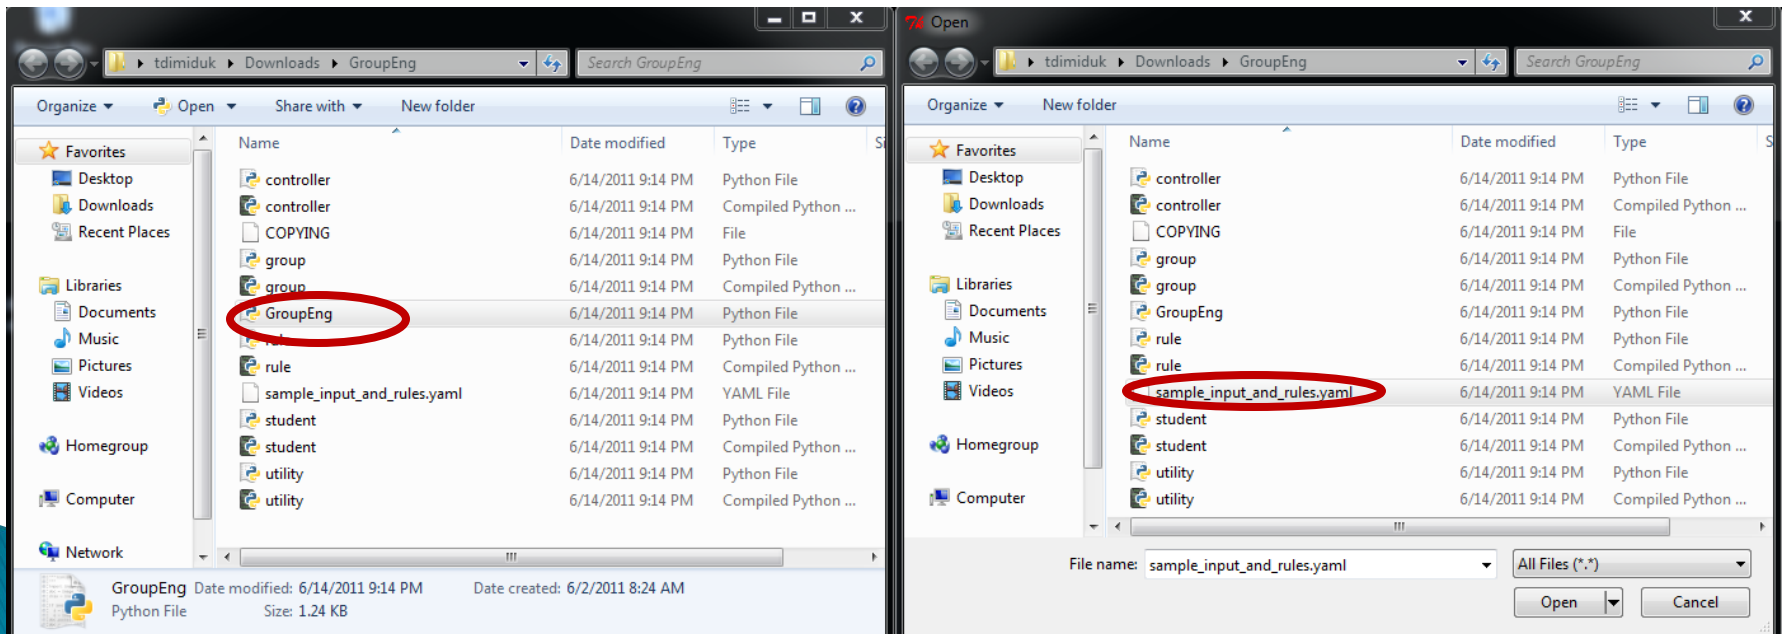 tdimiduk Downloads GroupEng Search GroupEng
Organize Open Share with New folder
Name Date modified Type Si
Favorites
Desktop
Downloads
Recent Places
Libraries
Documents
Music
Pictures
Videos
Homegroup
Computer
Network
controller 6/14/2011 9:14 PM Python File
controller 6/14/2011 9:14 PM Compiled Python ...
COPYING 6/14/2011 9:14 PM File
group 6/14/2011 9:14 PM Python File
group 6/14/2011 9:14 PM Compiled Python ...
GroupEng 6/14/2011 9:14 PM Python File
rule 6/14/2011 9:14 PM Python File
rule 6/14/2011 9:14 PM Compiled Python ...
sample_input_and_rules.yaml 6/14/2011 9:14 PM YAML File
student 6/14/2011 9:14 PM Python File
student 6/14/2011 9:14 PM Compiled Python ...
utility 6/14/2011 9:14 PM Python File
utility 6/14/2011 9:14 PM Compiled Python ...
GroupEng Date modified: 6/14/2011 9:14 PM Date created: 6/2/2011 8:24 AM
Python File Size: 1.24 KB
Open
tdimiduk Downloads GroupEng Search GroupEng
Organize New folder
Name Date modified Type S
Favorites
Desktop
Downloads
Recent Places
Libraries
Documents
Music
Pictures
Videos
Homegroup
Computer
controller 6/14/2011 9:14 PM Python File
controller 6/14/2011 9:14 PM Compiled Python ...
COPYING 6/14/2011 9:14 PM File
group 6/14/2011 9:14 PM Python File
group 6/14/2011 9:14 PM Compiled Python ...
GroupEng 6/14/2011 9:14 PM Python File
rule 6/14/2011 9:14 PM Python File
rule 6/14/2011 9:14 PM Compiled Python ...
sample_input_and_rules.yaml 6/14/2011 9:14 PM YAML File
student 6/14/2011 9:14 PM Python File
student 6/14/2011 9:14 PM Compiled Python ...
utility 6/14/2011 9:14 PM Python File
utility 6/14/2011 9:14 PM Compiled Python ...
File name: sample_input_and_rules.yaml All Files (*.*)
Open Cancel